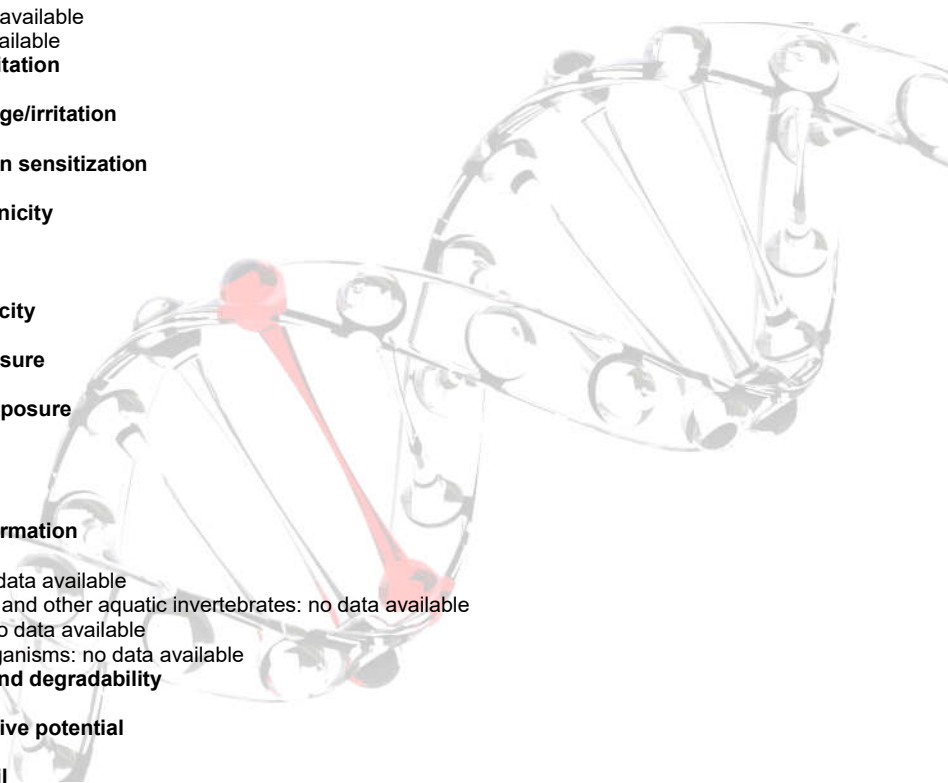 available
ailable
itation
ge/irritation
n sensitization
nicity
city
sure
posure
rmation
data available
and other aquatic invertebrates: no data available
o data available
ganisms: no data available
nd degradability
ive potential
il